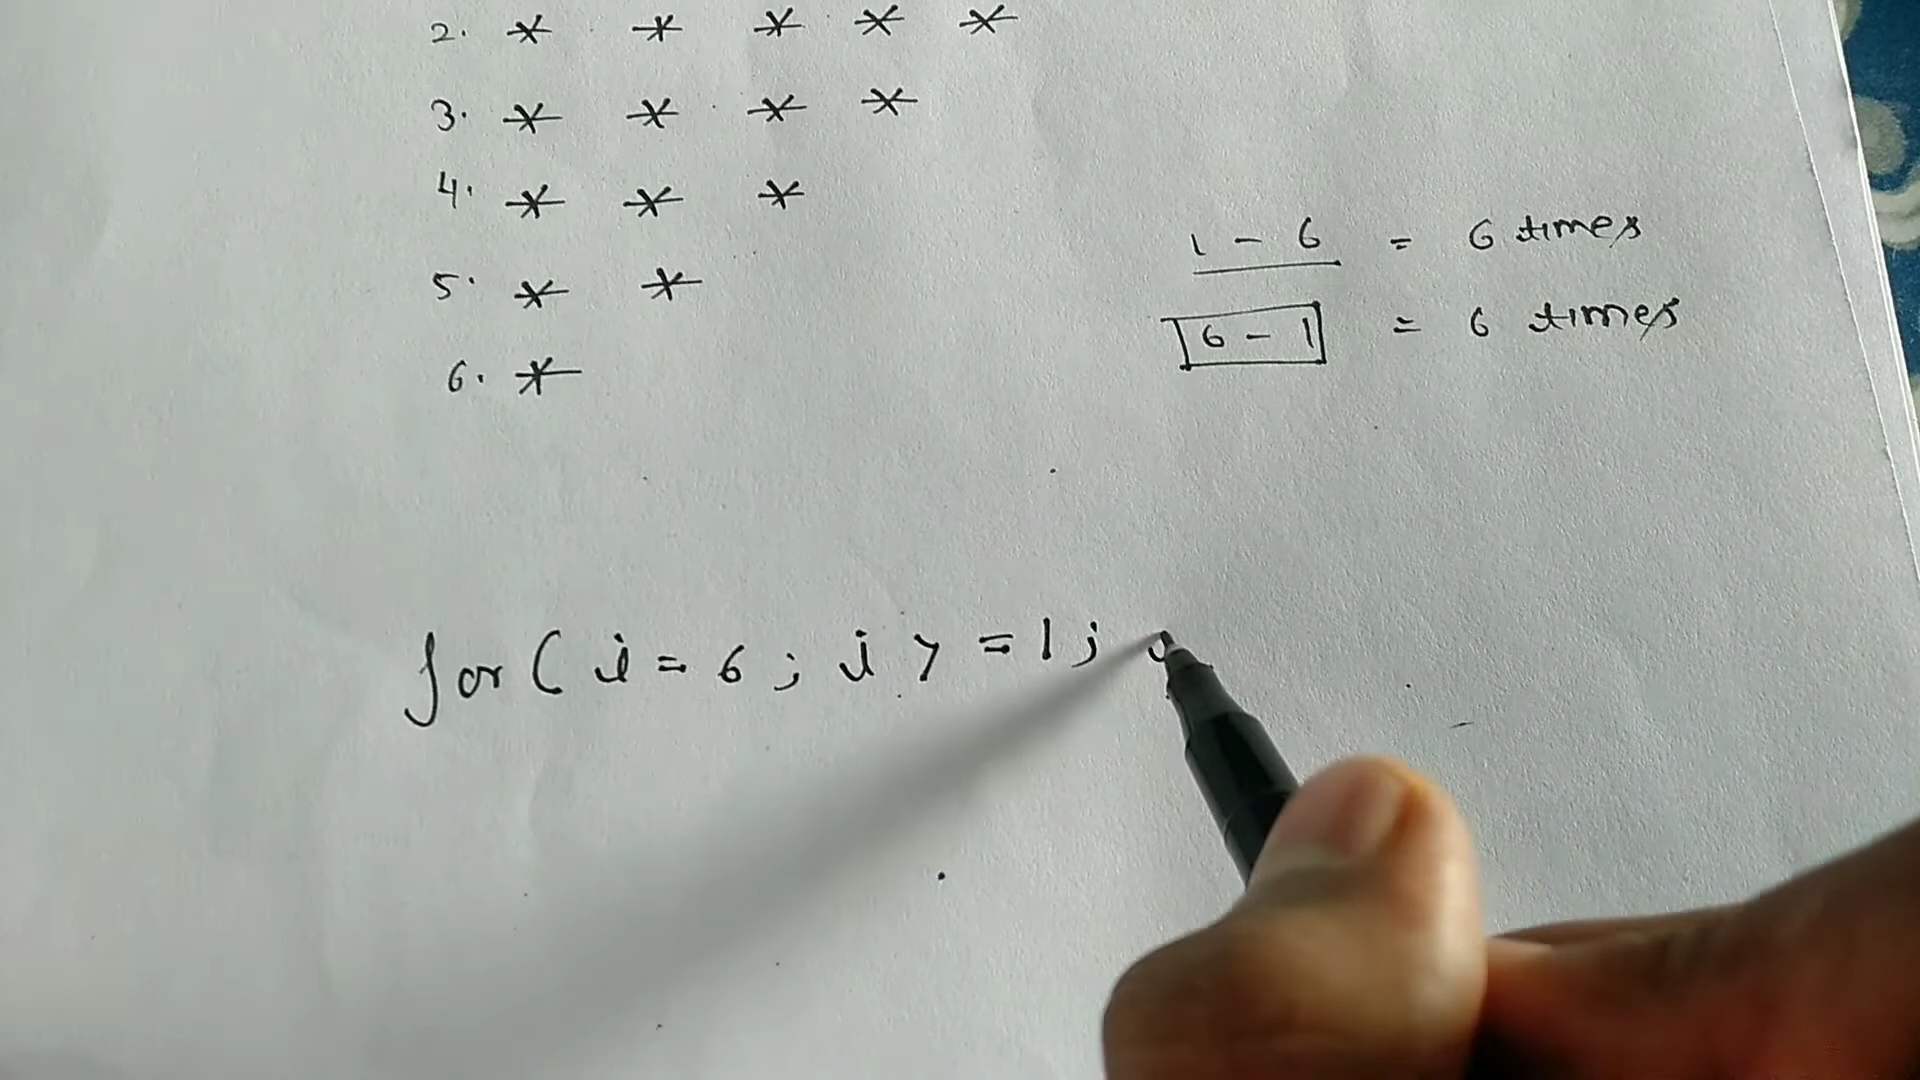 2. * * * * *
3. * * * *
4. * * *
5. * *
6. *
1 - 6 = 6 times
6 - 1 = 6 times
for ( i = 6 ; i > = 1 ;